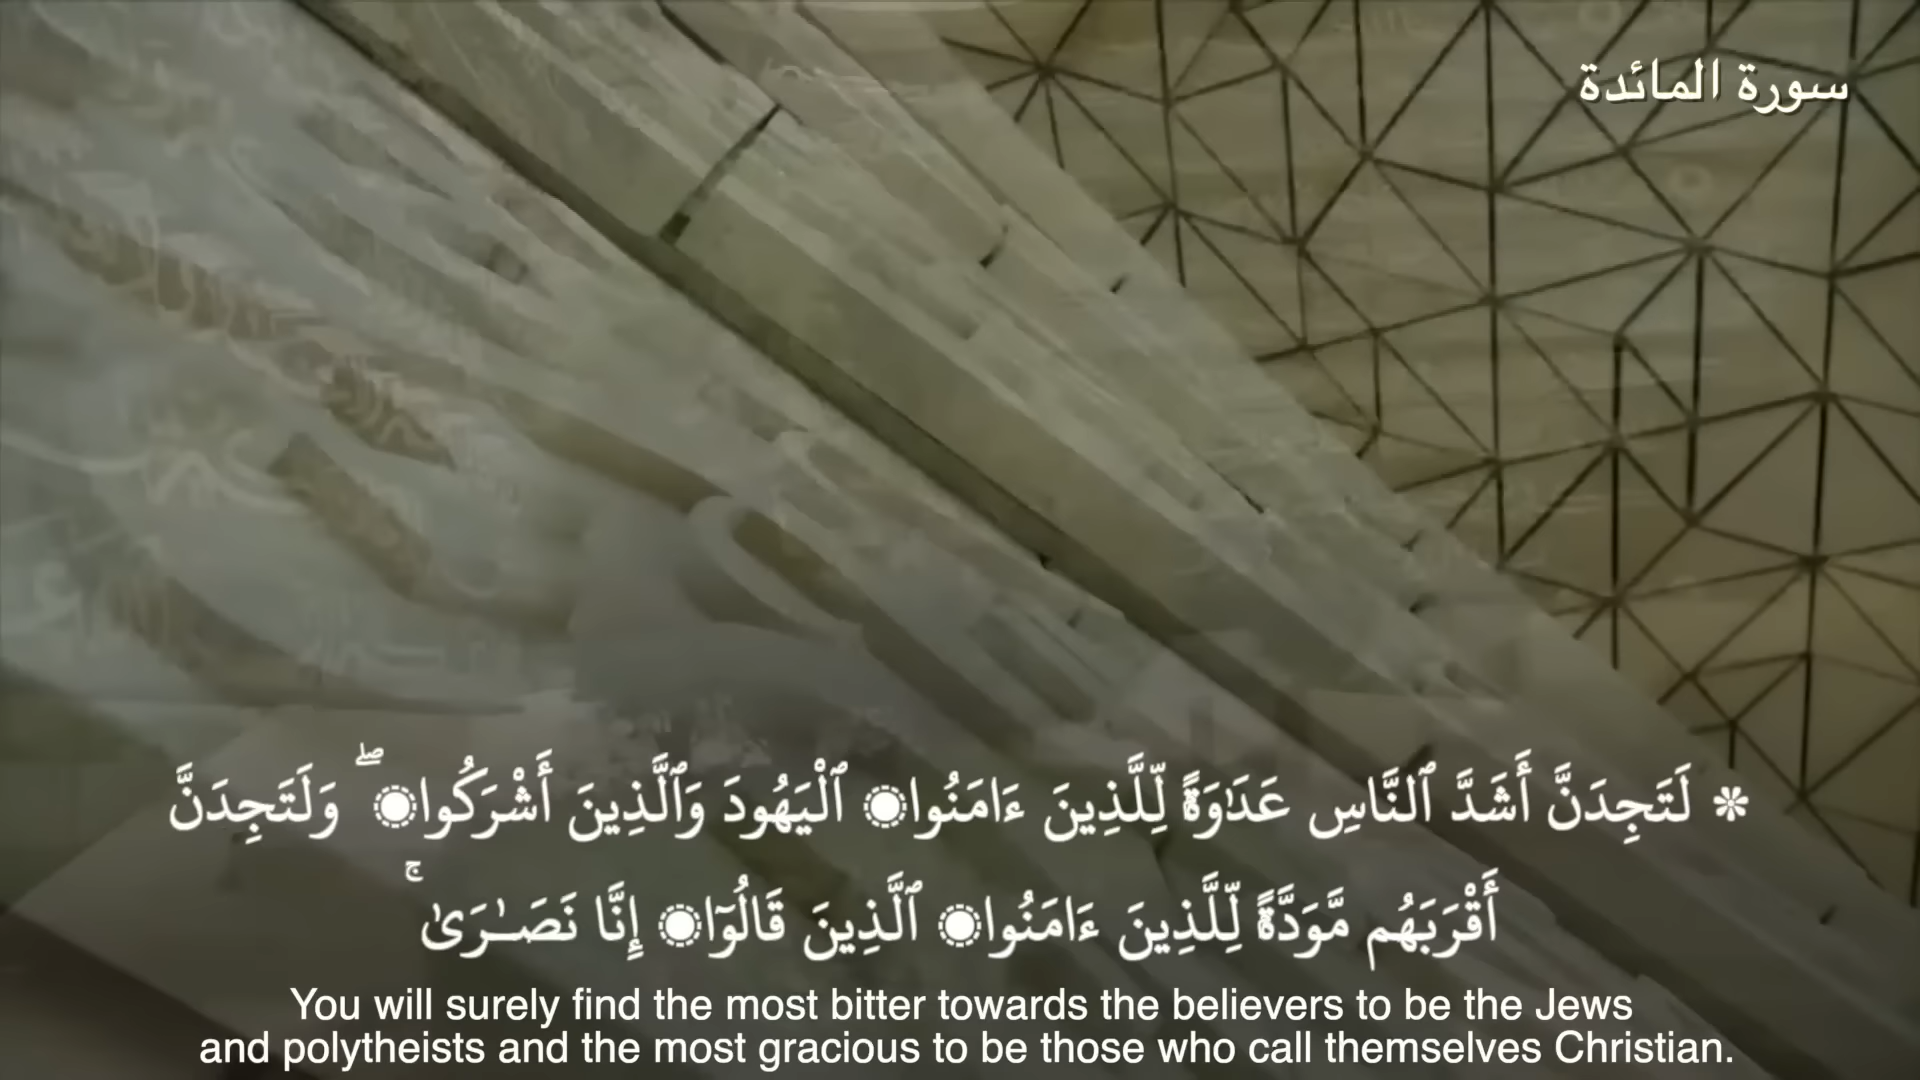 سورة المائدة
۞ لَتَجِدَنَّ أَشَدَّ ٱلنَّاسِ عَدَٰوَةًۭ لِّلَّذِينَ ءَامَنُوا۟ ٱلْيَهُودَ وَٱلَّذِينَ أَشْرَكُوا۟ ۖ وَلَتَجِدَنَّ
أَقْرَبَهُم مَّوَدَّةًۭ لِّلَّذِينَ ءَامَنُوا۟ ٱلَّذِينَ قَالُوٓا۟ إِنَّا نَصَـٰرَىٰ ۚ
You will surely find the most bitter towards the believers to be the Jews
and polytheists and the most gracious to be those who call themselves Christian.